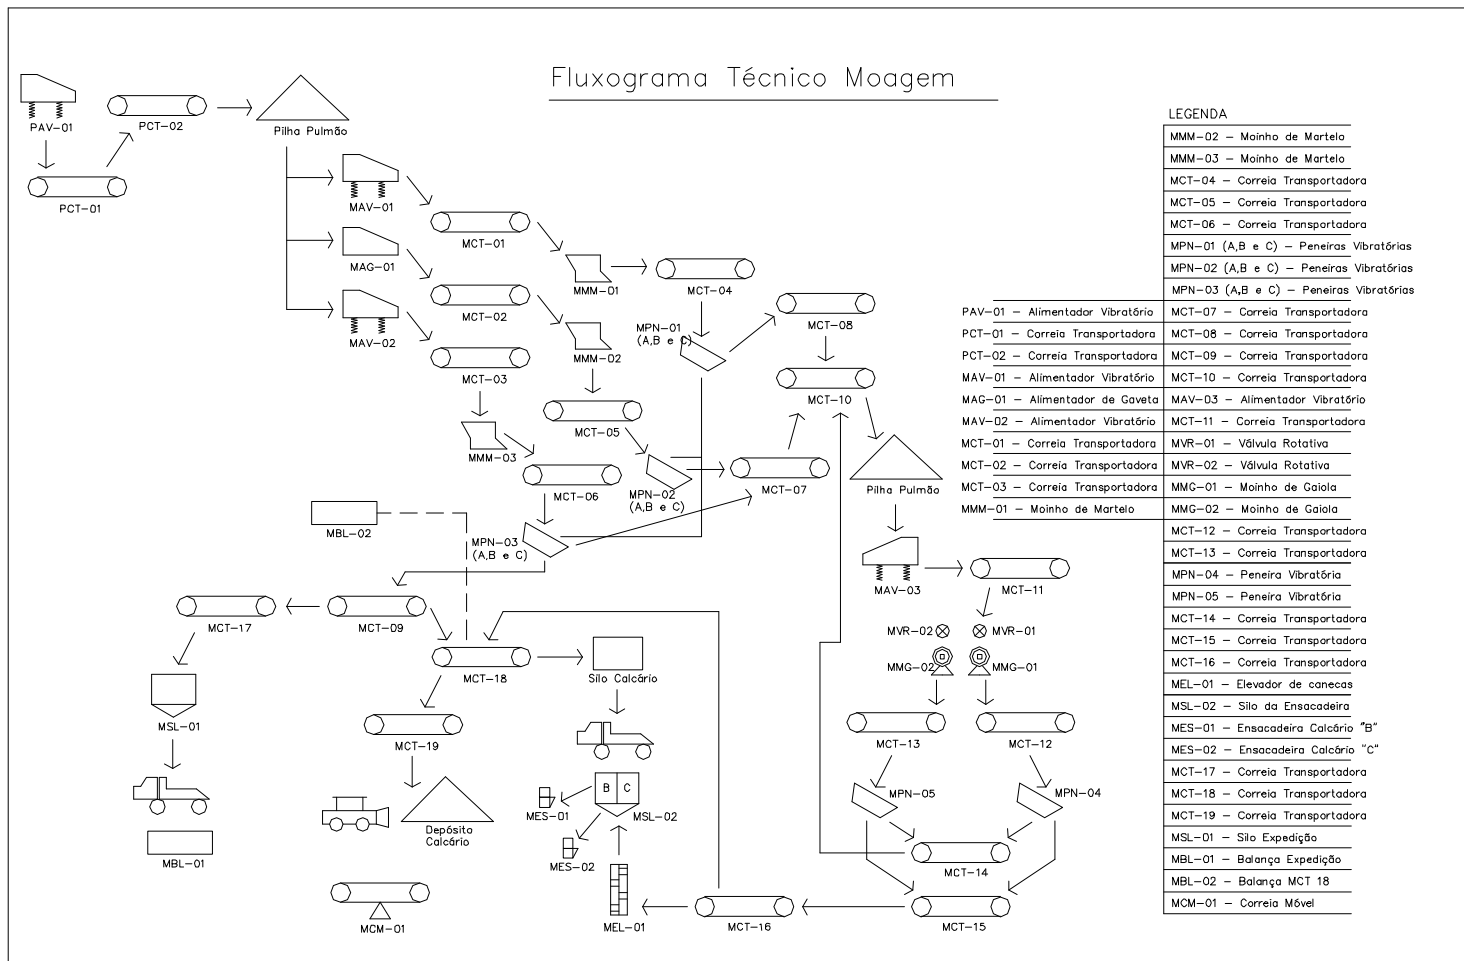 Fluxograma Técnico Moagem
PAV-01
PCT-02
Pilha Pulmão
PCT-01
MAV-01
MCT-01
MAG-01
MMM-01
MCT-04
MCT-02
MAV-02
MMM-02
MPN-01
(A,B e C)
MCT-08
MCT-03
MCT-10
MCT-05
MMM-03
MCT-06
MPN-02
(A,B e C)
MCT-07
Pilha Pulmão
MBL-02
MPN-03
(A,B e C)
MAV-03
MCT-11
MCT-17
MCT-09
MVR-02
MVR-01
MMG-02
MMG-01
MCT-18
Silo Calcário
MSL-01
MCT-19
MCT-13
MCT-12
MPN-05
MPN-04
B
C
MES-01
MSL-02
Depósito
Calcário
MBL-01
MES-02
MCT-14
MCM-01
MEL-01
MCT-16
MCT-15
LEGENDA
MMM-02 - Moinho de Martelo
MMM-03 - Moinho de Martelo
MCT-04 - Correia Transportadora
MCT-05 - Correia Transportadora
MCT-06 - Correia Transportadora
MPN-01 (A,B e C) - Peneiras Vibratórias
MPN-02 (A,B e C) - Peneiras Vibratórias
MPN-03 (A,B e C) - Peneiras Vibratórias
PAV-01 - Alimentador Vibratório MCT-07 - Correia Transportadora
PCT-01 - Correia Transportadora MCT-08 - Correia Transportadora
PCT-02 - Correia Transportadora MCT-09 - Correia Transportadora
MAV-01 - Alimentador Vibratório MCT-10 - Correia Transportadora
MAG-01 - Alimentador de Gaveta MAV-03 - Alimentador Vibratório
MAV-02 - Alimentador Vibratório MCT-11 - Correia Transportadora
MCT-01 - Correia Transportadora MVR-01 - Válvula Rotativa
MCT-02 - Correia Transportadora MVR-02 - Válvula Rotativa
MCT-03 - Correia Transportadora MMG-01 - Moinho de Gaiola
MMM-01 - Moinho de Martelo MMG-02 - Moinho de Gaiola
MCT-12 - Correia Transportadora
MCT-13 - Correia Transportadora
MPN-04 - Peneira Vibratória
MPN-05 - Peneira Vibratória
MCT-14 - Correia Transportadora
MCT-15 - Correia Transportadora
MCT-16 - Correia Transportadora
MEL-01 - Elevador de canecas
MSL-02 - Silo da Ensacadeira
MES-01 - Ensacadeira Calcário "B"
MES-02 - Ensacadeira Calcário "C"
MCT-17 - Correia Transportadora
MCT-18 - Correia Transportadora
MCT-19 - Correia Transportadora
MSL-01 - Silo Expedição
MBL-01 - Balança Expedição
MBL-02 - Balança MCT 18
MCM-01 - Correia Móvel